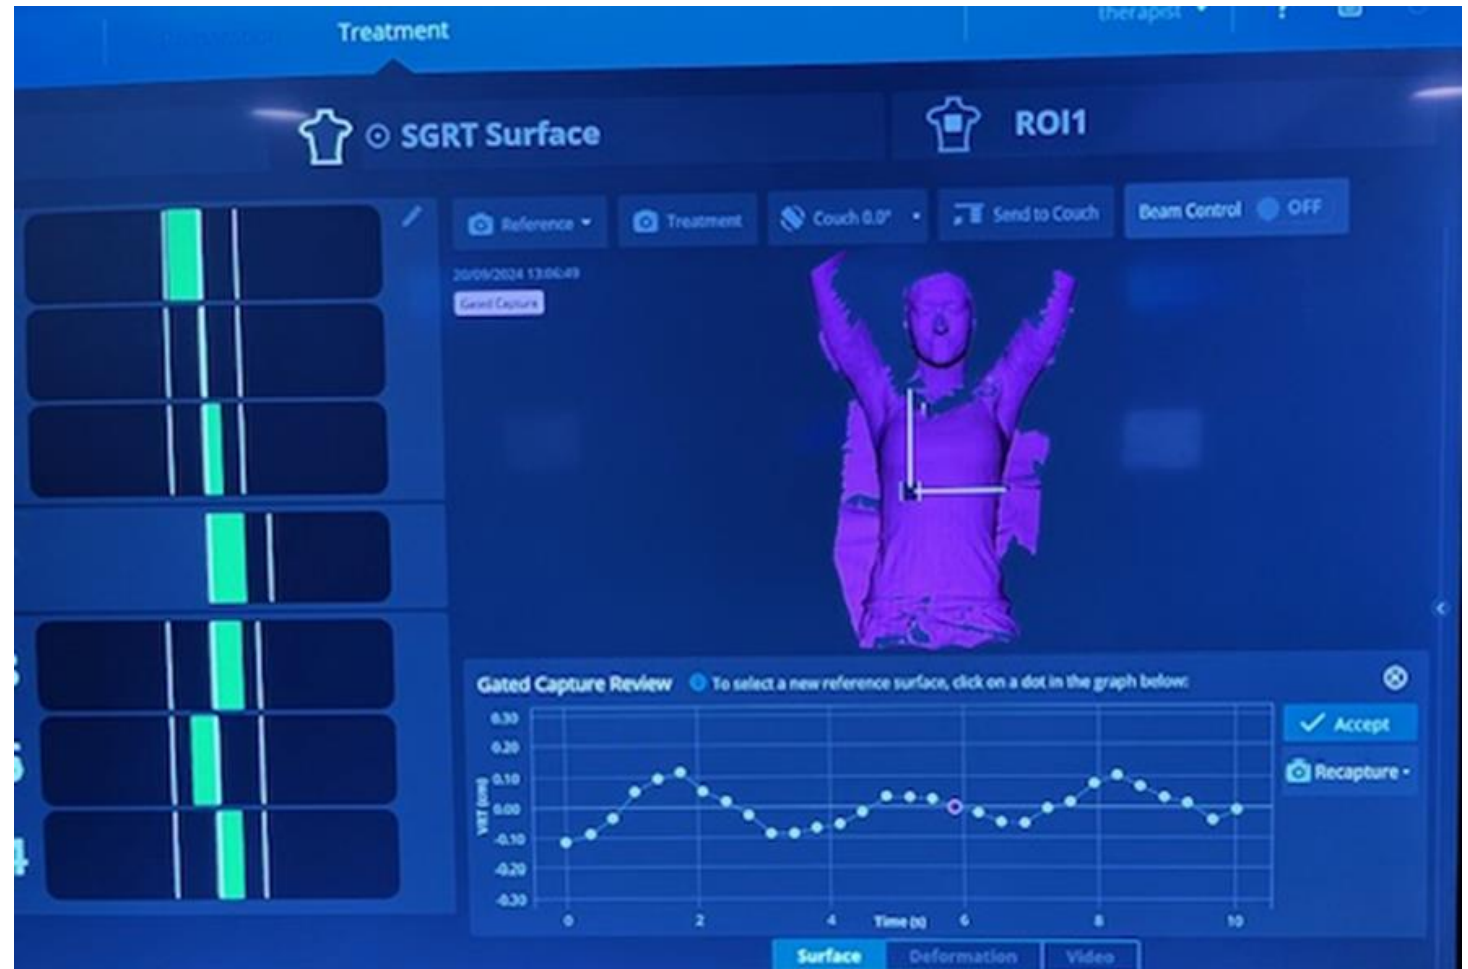 Treatment
therapist
?
SGRT Surface
ROI1
Reference
Treatment
Couch 0.0°
Send to Couch
Beam Control
OFF
20/09/2024 13:06:49
Gated Capture
Gated Capture Review
To select a new reference surface, click on a dot in the graph below:
Accept
Recapture
VRT (cm)
0.30
0.20
0.10
0.00
-0.10
-0.20
-0.30
0
2
4
Time (s)
6
8
10
Surface
Deformation
Video